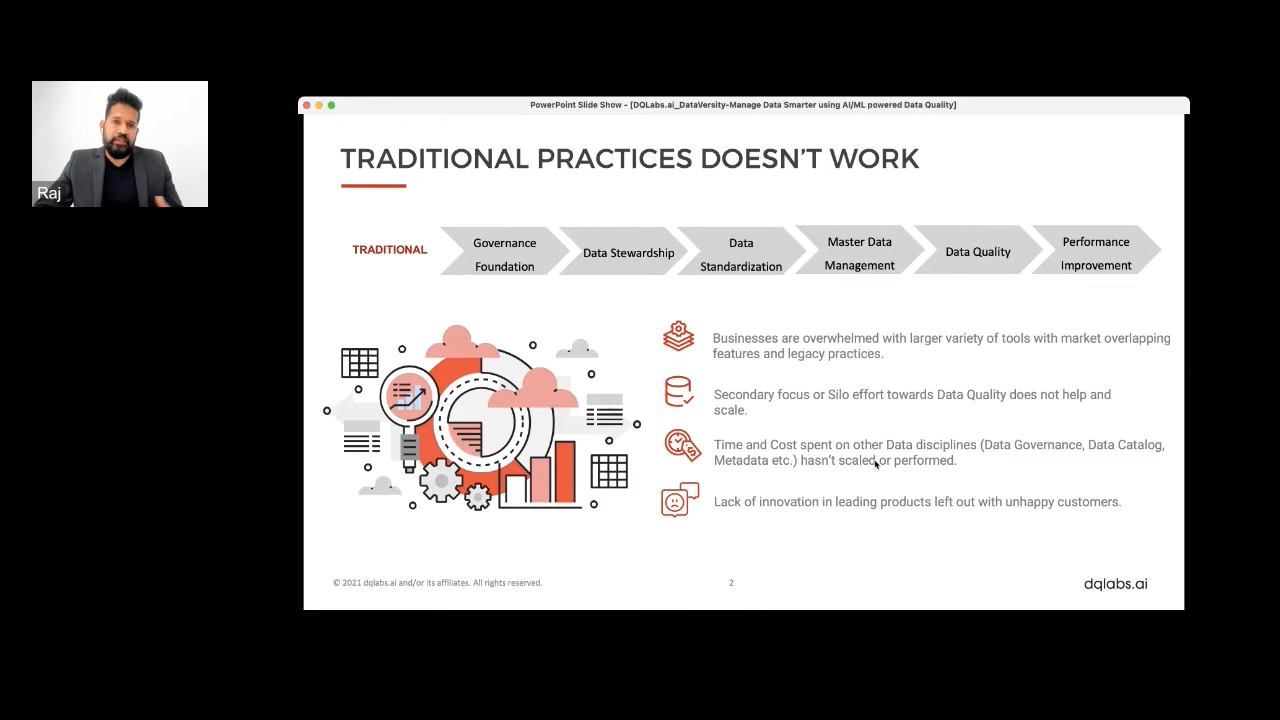 PowerPoint Slide Show - [DQLabs.ai_DataVersity-Manage Data Smarter using AI/ML powered Data Quality]
Raj
TRADITIONAL PRACTICES DOESN'T WORK
TRADITIONAL
Governance
Foundation
Data Stewardship
Data
Standardization
Master Data
Management
Data Quality
Performance
Improvement
Businesses are overwhelmed with larger variety of tools with market overlapping
features and legacy practices.
Secondary focus or Silo effort towards Data Quality does not help and
scale.
Time and Cost spent on other Data disciplines (Data Governance, Data Catalog,
Metadata etc.) hasn't scaled or performed.
Lack of innovation in leading products left out with unhappy customers.
© 2021 dqlabs.ai and/or its affiliates. All rights reserved.
2
dqlabs.ai